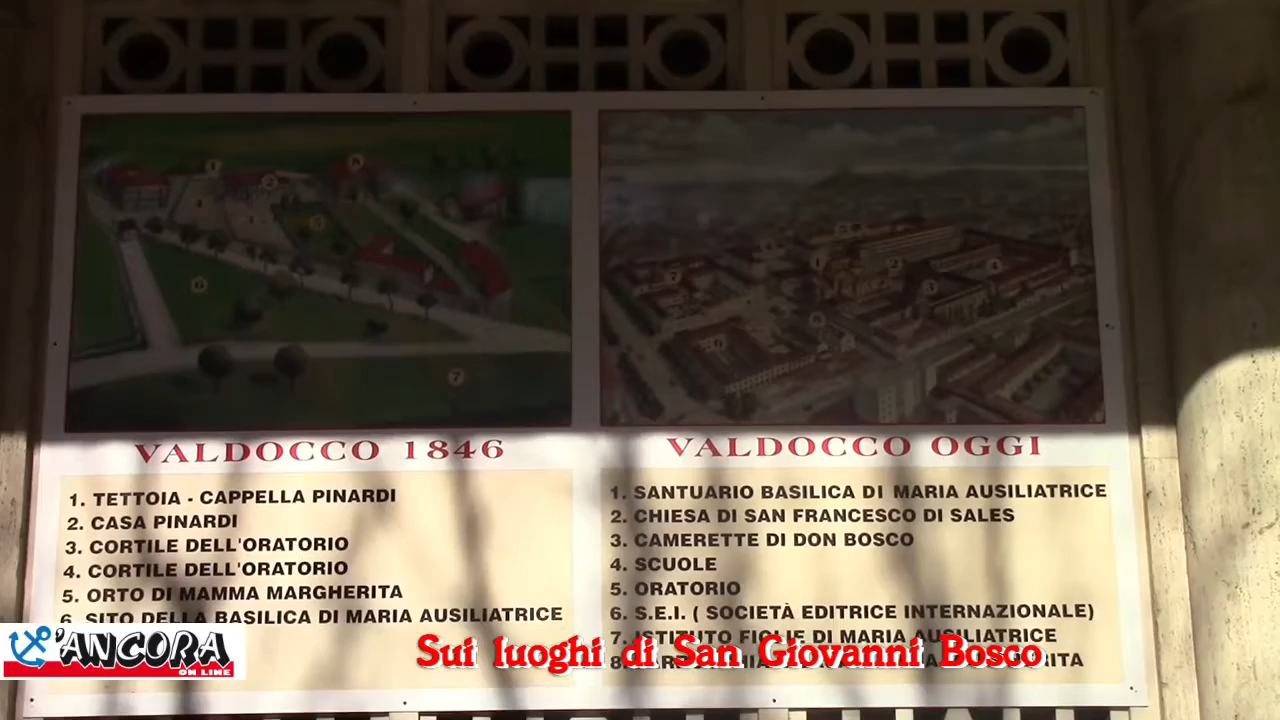 VALDOCCO 1846
1. TETTOIA - CAPPELLA PINARDI
2. CASA PINARDI
3. CORTILE DELL'ORATORIO
4. CORTILE DELL'ORATORIO
5. ORTO DI MAMMA MARGHERITA
6. SITO DELLA BASILICA DI MARIA AUSILIATRICE
VALDOCCO OGGI
1. SANTUARIO BASILICA DI MARIA AUSILIATRICE
2. CHIESA DI SAN FRANCESCO DI SALES
3. CAMERETTE DI DON BOSCO
4. SCUOLE
5. ORATORIO
6. S.E.I. ( SOCIETÀ EDITRICE INTERNAZIONALE)
7. ISTITUTO FIGLIE DI MARIA AUSILIATRICE
8.
L'ANCORA
ON LINE
Sui luoghi di San Giovanni Bosco